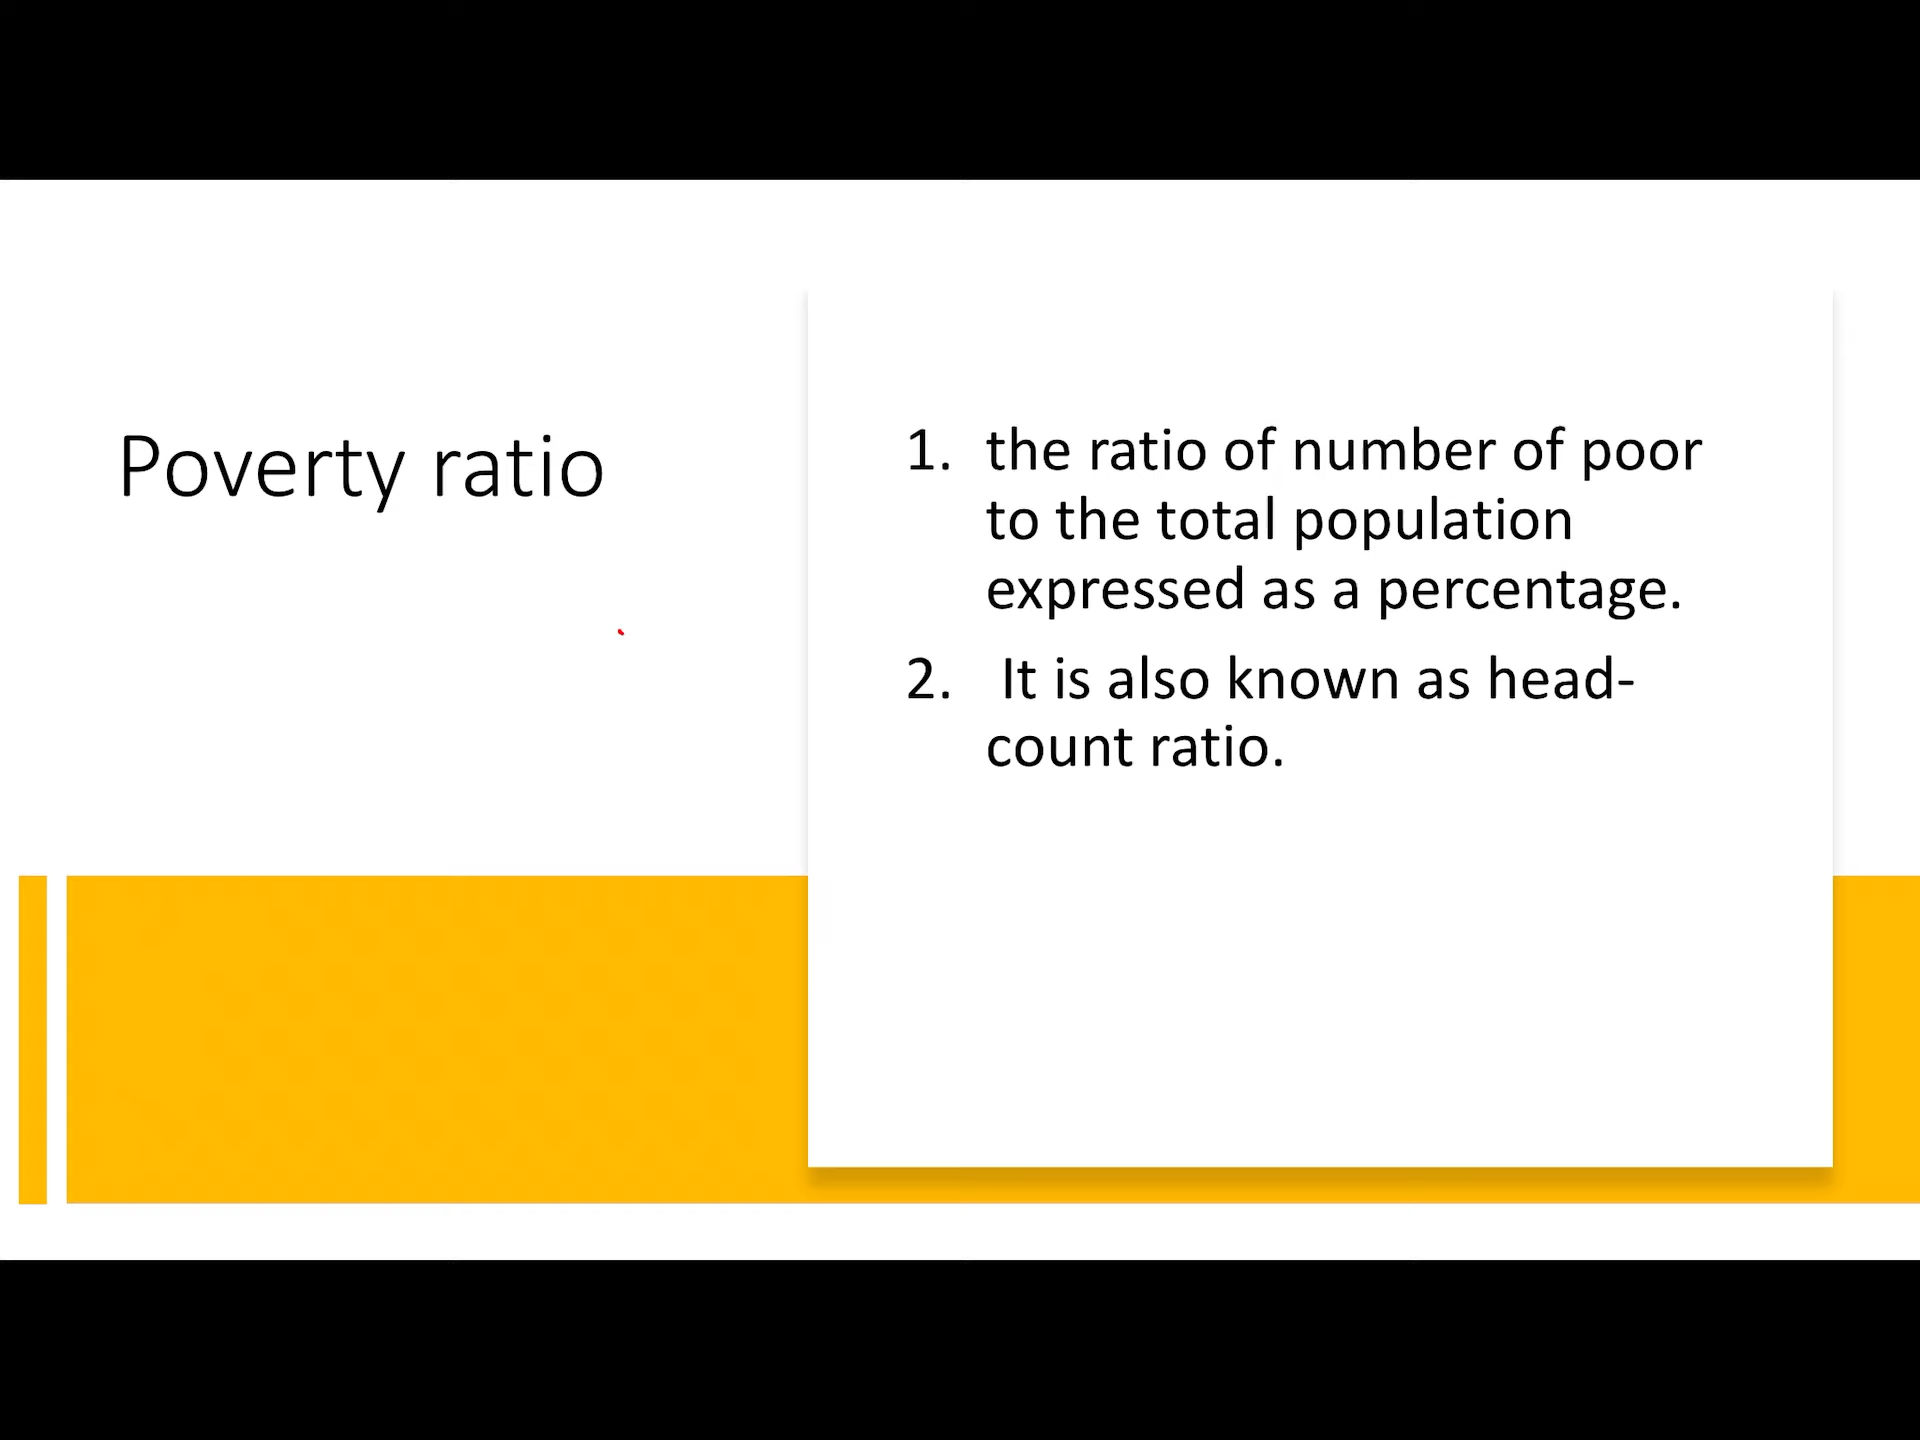 Poverty ratio
1. the ratio of number of poor
to the total population
expressed as a percentage.
2. It is also known as head-
count ratio.